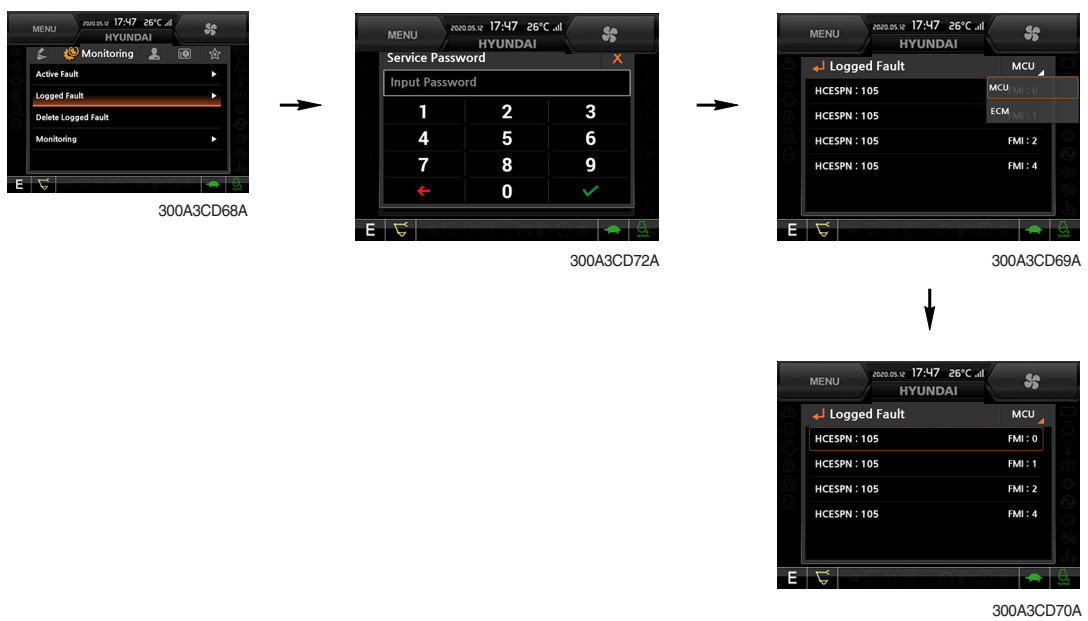 MENU 2020.05.12 17:47 26°C
HYUNDAI
Monitoring
Active Fault
Logged Fault
Delete Logged Fault
Monitoring
E
300A3CD68A
MENU 2020.05.12 17:47 26°C
HYUNDAI
Service Password X
Input Password
1 2 3
4 5 6
7 8 9
0
E
300A3CD72A
MENU 2020.05.12 17:47 26°C
HYUNDAI
Logged Fault MCU
HCESPN : 105 MCU FMI : 0
HCESPN : 105 ECM FMI : 1
HCESPN : 105 FMI : 2
HCESPN : 105 FMI : 4
E
300A3CD69A
MENU 2020.05.12 17:47 26°C
HYUNDAI
Logged Fault MCU
HCESPN : 105 FMI : 0
HCESPN : 105 FMI : 1
HCESPN : 105 FMI : 2
HCESPN : 105 FMI : 4
E
300A3CD70A